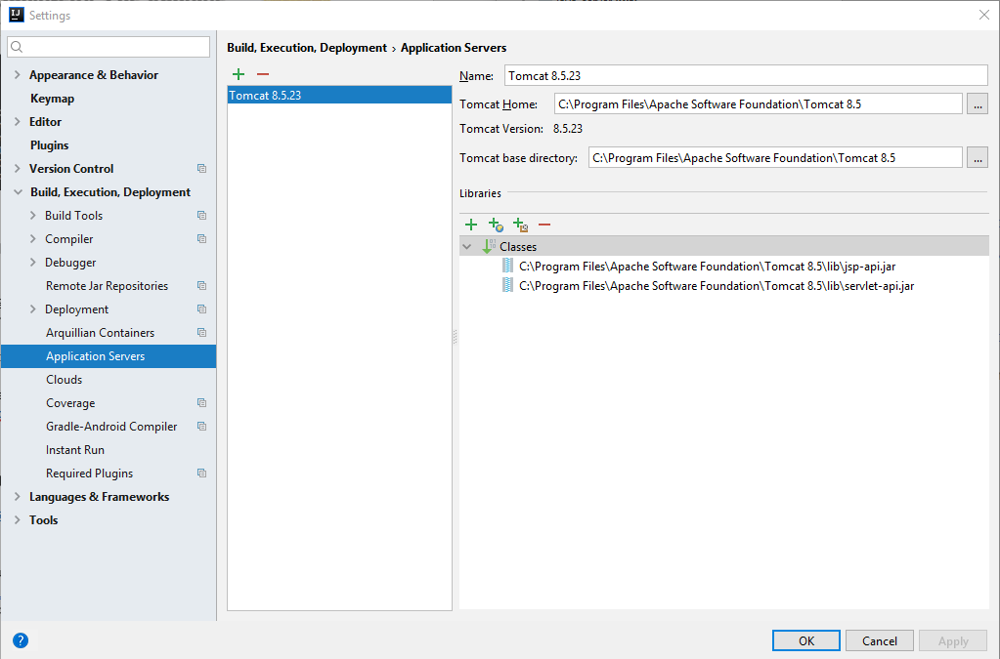 Settings
Build, Execution, Deployment › Application Servers
Appearance & Behavior
Keymap
Editor
Plugins
Version Control
Build, Execution, Deployment
Build Tools
Compiler
Debugger
Remote Jar Repositories
Deployment
Arquillian Containers
Application Servers
Clouds
Coverage
Gradle-Android Compiler
Instant Run
Required Plugins
Languages & Frameworks
Tools
Tomcat 8.5.23
Name: Tomcat 8.5.23
Tomcat Home: C:\Program Files\Apache Software Foundation\Tomcat 8.5 ...
Tomcat Version: 8.5.23
Tomcat base directory: C:\Program Files\Apache Software Foundation\Tomcat 8.5 ...
Libraries
Classes
C:\Program Files\Apache Software Foundation\Tomcat 8.5\lib\jsp-api.jar
C:\Program Files\Apache Software Foundation\Tomcat 8.5\lib\servlet-api.jar
? OK Cancel Apply